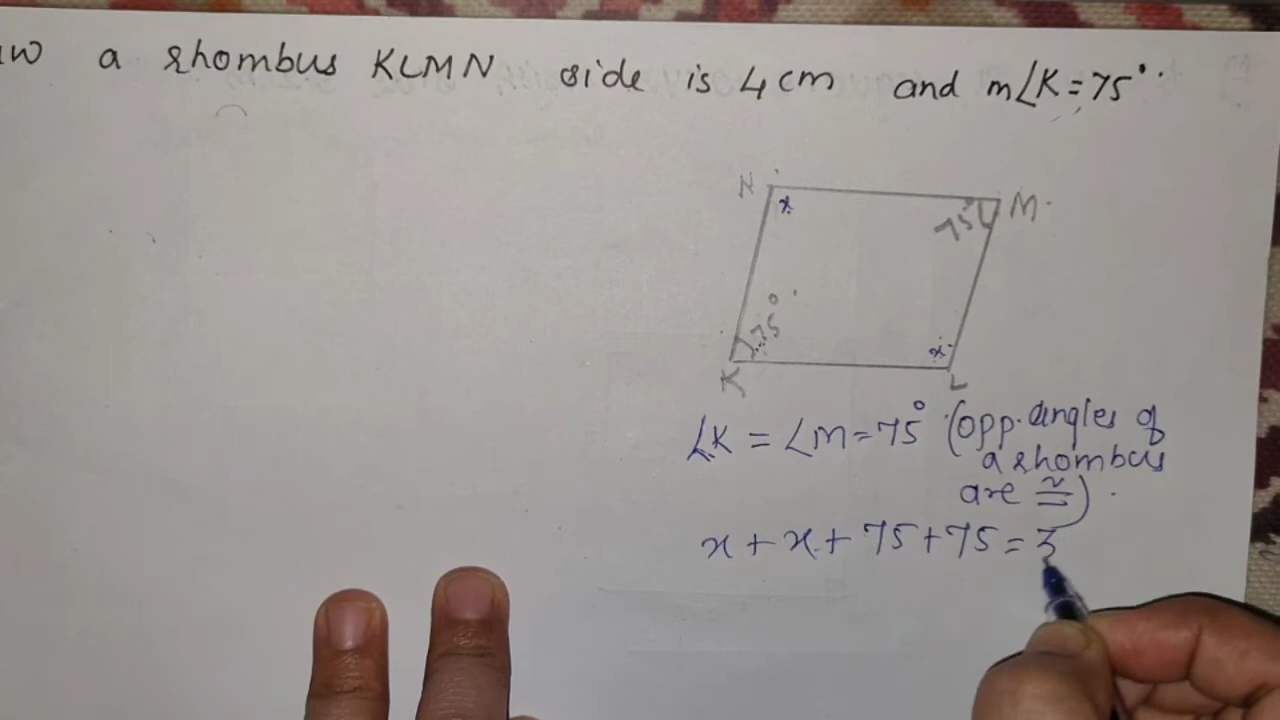 a rhombus KLMN side is 4 cm and m∠K = 75°.
N M
x 75°
75° x
K L
∠K = ∠M = 75° (opp. angles of
a rhombus
are ≅).
x + x + 75 + 75 = 3